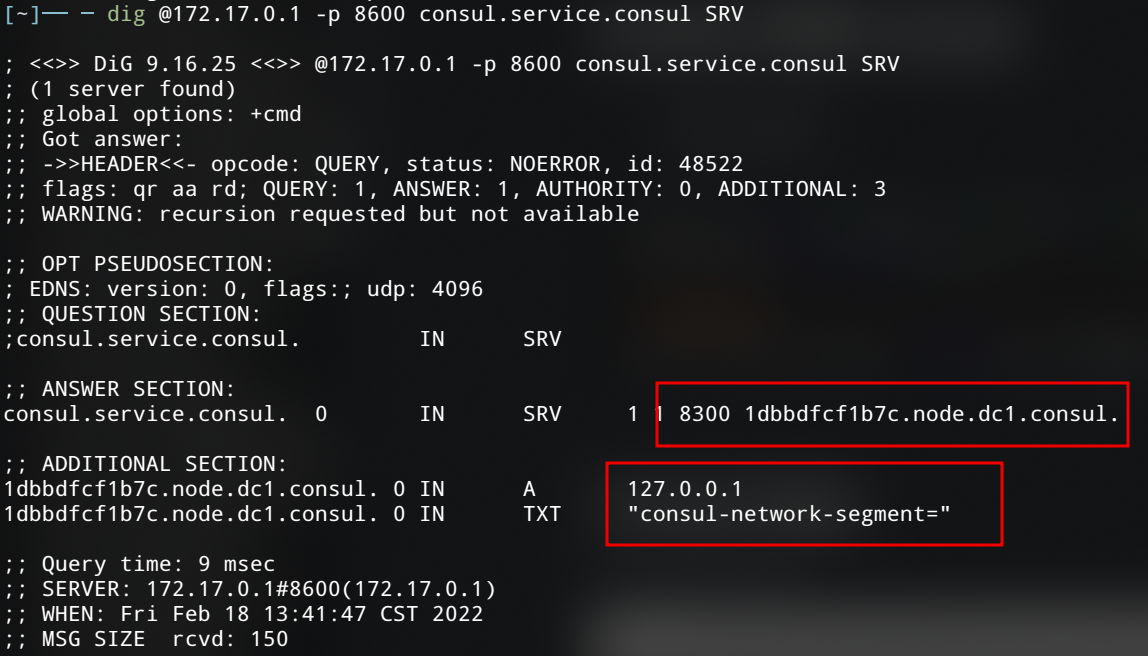 [~]—— — dig @172.17.0.1 -p 8600 consul.service.consul SRV
; <<>> DiG 9.16.25 <<>> @172.17.0.1 -p 8600 consul.service.consul SRV
; (1 server found)
;; global options: +cmd
;; Got answer:
;; ->>HEADER<<- opcode: QUERY, status: NOERROR, id: 48522
;; flags: qr aa rd; QUERY: 1, ANSWER: 1, AUTHORITY: 0, ADDITIONAL: 3
;; WARNING: recursion requested but not available
;; OPT PSEUDOSECTION:
; EDNS: version: 0, flags:; udp: 4096
;; QUESTION SECTION:
;consul.service.consul. IN SRV
;; ANSWER SECTION:
consul.service.consul. 0 IN SRV 1 1 8300 1dbbdfcf1b7c.node.dc1.consul.
;; ADDITIONAL SECTION:
1dbbdfcf1b7c.node.dc1.consul. 0 IN A 127.0.0.1
1dbbdfcf1b7c.node.dc1.consul. 0 IN TXT "consul-network-segment="
;; Query time: 9 msec
;; SERVER: 172.17.0.1#8600(172.17.0.1)
;; WHEN: Fri Feb 18 13:41:47 CST 2022
;; MSG SIZE rcvd: 150